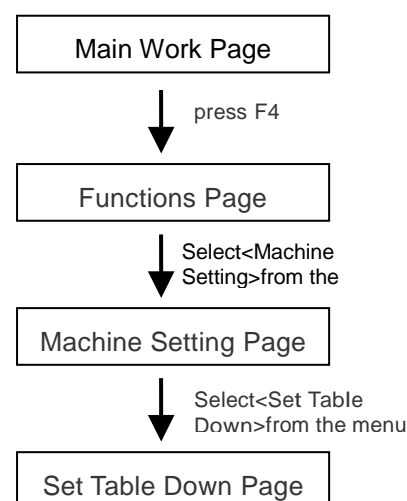 Main Work Page
press F4
Functions Page
Select<Machine
Setting>from the
Machine Setting Page
Select<Set Table
Down>from the menu
Set Table Down Page